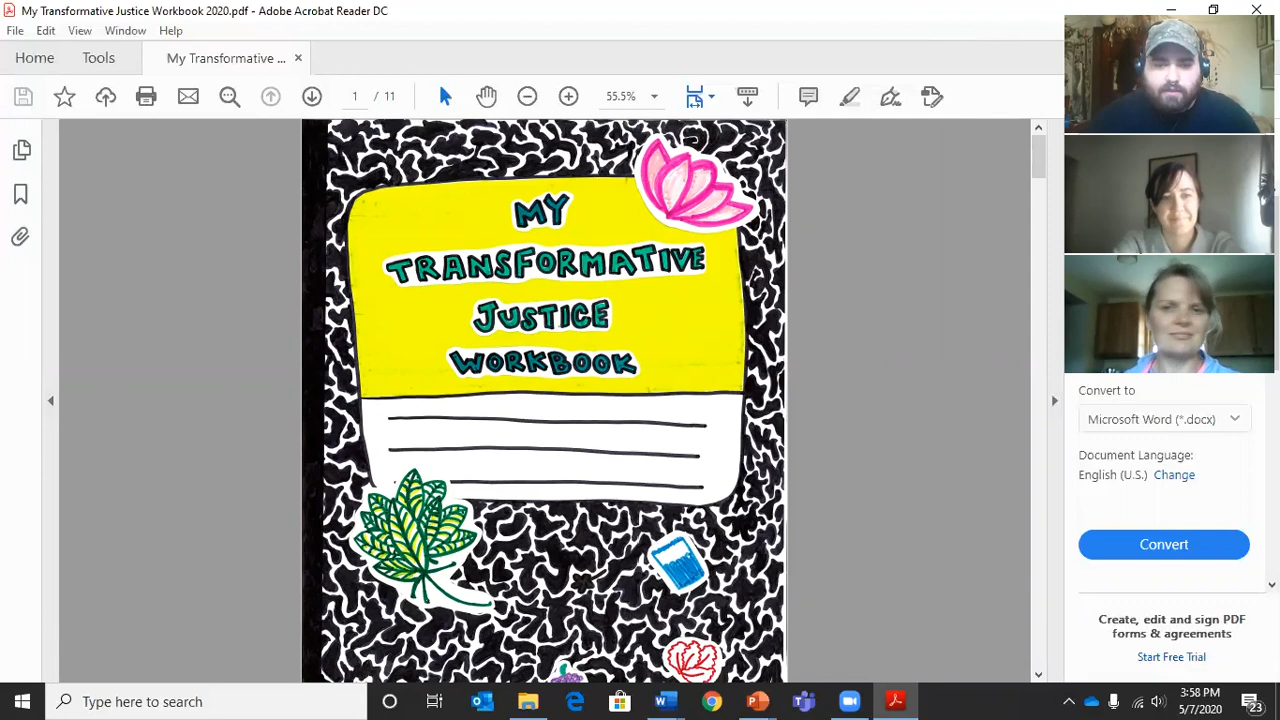 My Transformative Justice Workbook 2020.pdf - Adobe Acrobat Reader DC
File Edit View Window Help
Home Tools My Transformative ... ×
1 / 11 55.5%
MY
TRANSFORMATIVE
JUSTICE
WORKBOOK
Convert to
Microsoft Word (*.docx)
Document Language:
English (U.S.) Change
Convert
Create, edit and sign PDF
forms & agreements
Start Free Trial
Type here to search
3:58 PM
5/7/2020
23